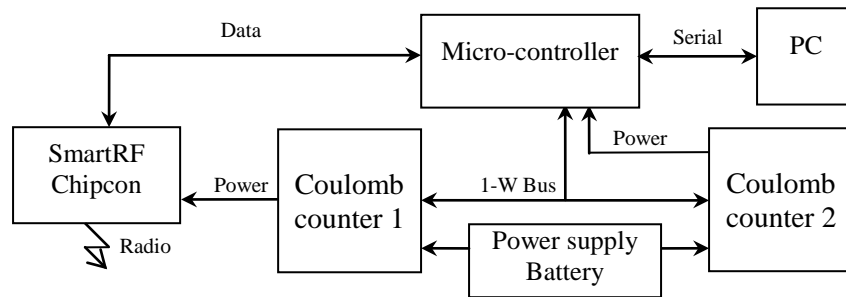 Data
Micro-controller
Serial
PC
SmartRF
Chipcon
Power
Coulomb
counter 1
1-W Bus
Power
Coulomb
counter 2
Radio
Power supply
Battery